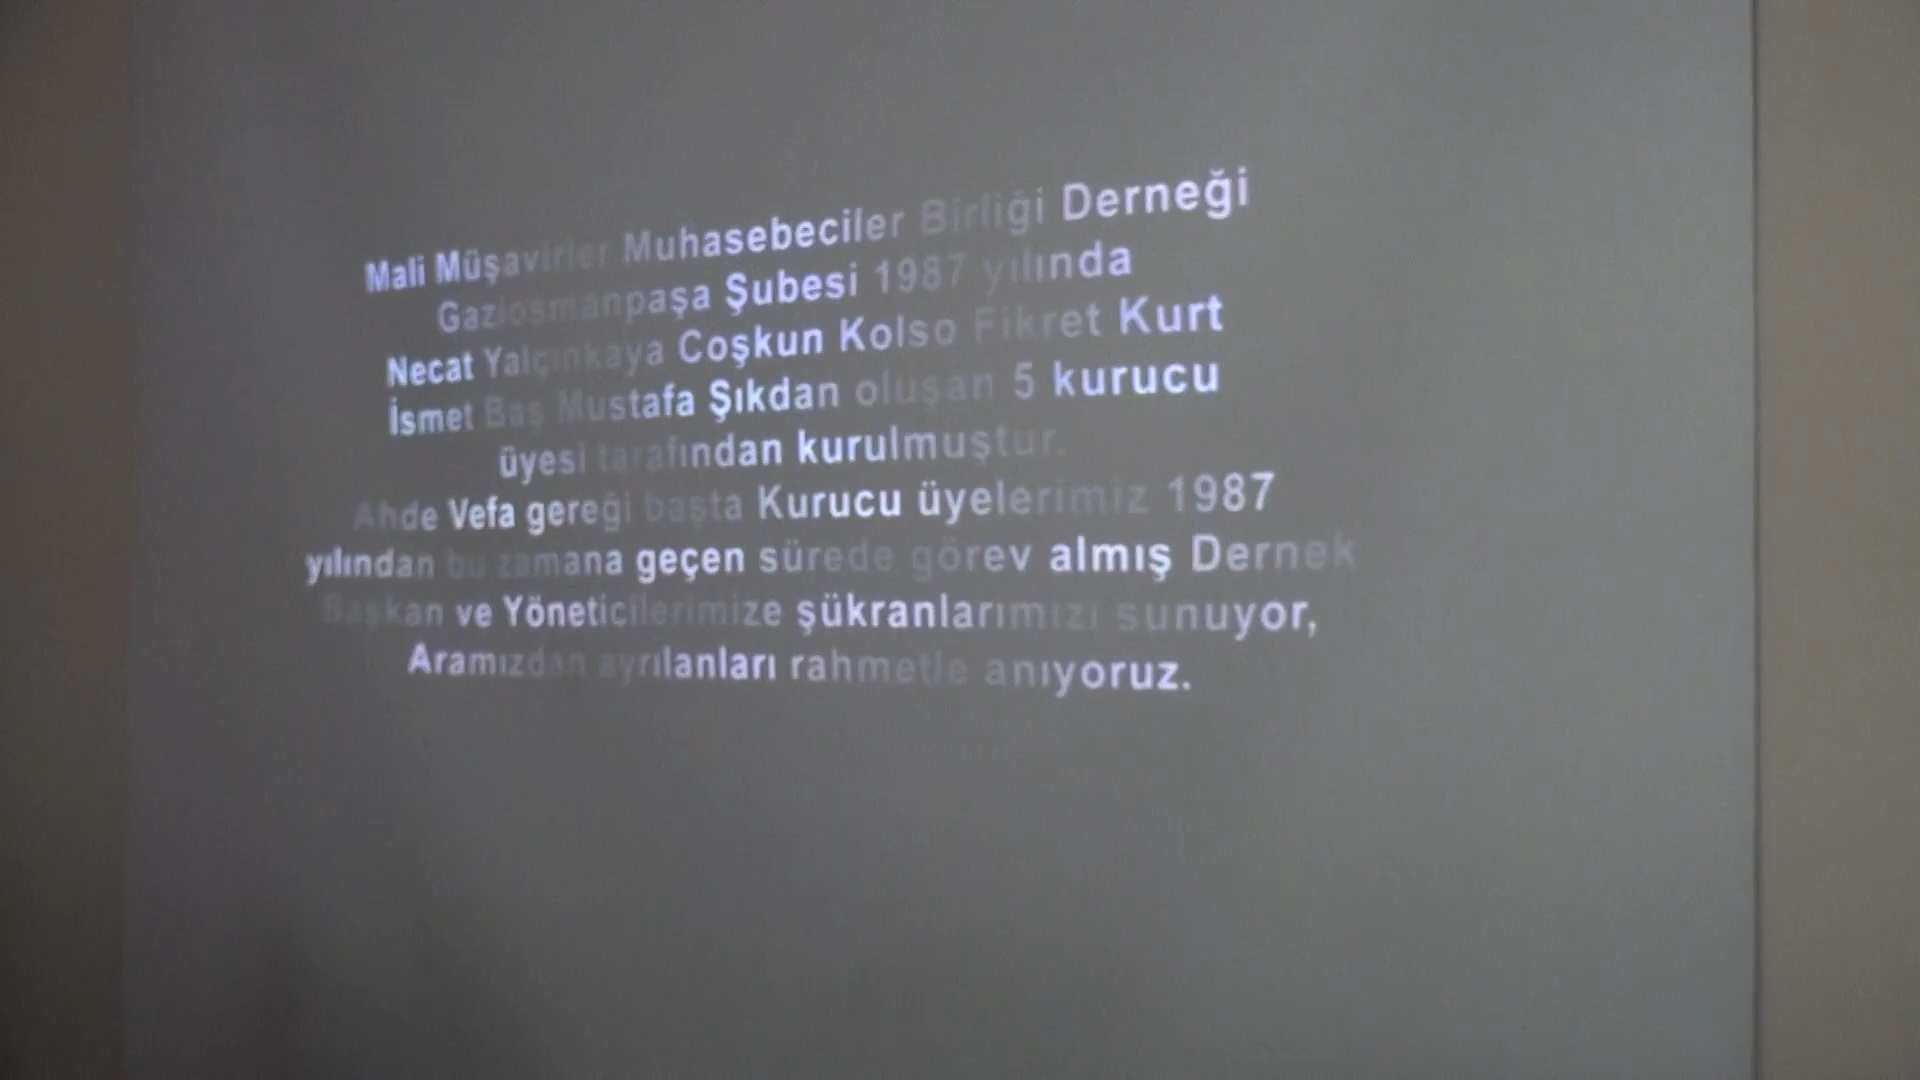 Mali Müşavirler Muhasebeciler Birliği Derneği
Gaziosmanpaşa Şubesi 1987 yılında
Necat Yalçınkaya Coşkun Kolso Fikret Kurt
İsmet Baş Mustafa Şıkdan oluşan 5 kurucu
üyesi tarafından kurulmuştur.
Ahde Vefa gereği başta Kurucu üyelerimiz 1987
yılından bu zamana geçen sürede görev almış Dernek
Başkan ve Yöneticilerimize şükranlarımızı sunuyor,
Aramızdan ayrılanları rahmetle anıyoruz.